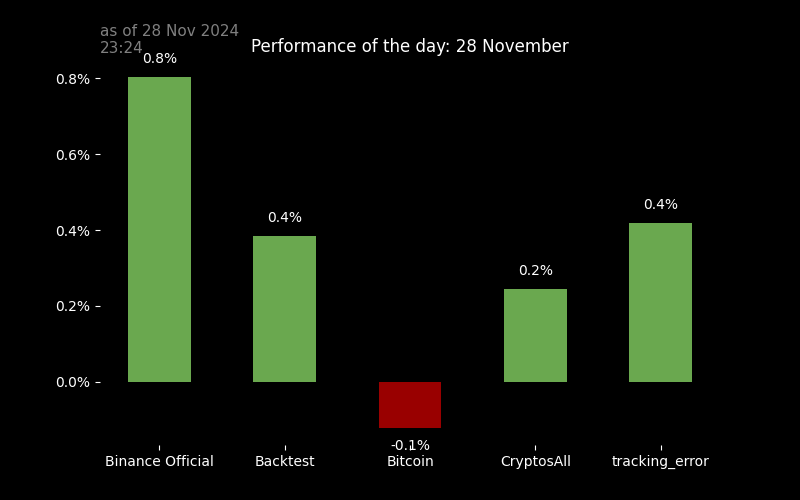 as of 28 Nov 2024
23:24
Performance of the day: 28 November
0.8%
0.8%
0.6%
0.4%
0.4%
0.4%
0.2%
0.2%
0.0%
-0.1%
Binance Official
Backtest
Bitcoin
CryptosAll
tracking_error